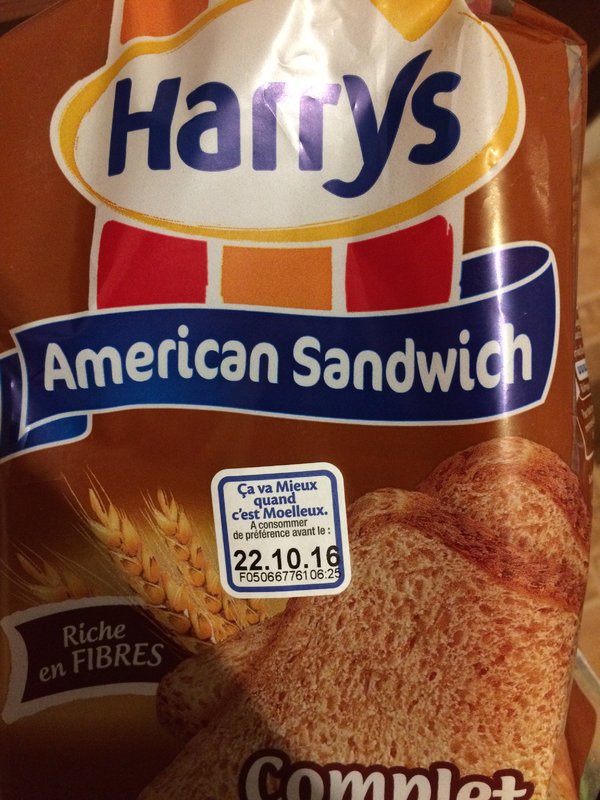 Harrys
American Sandwich
Ça va Mieux
quand
c'est Moelleux.
A consommer
de préférence avant le :
22.10.16
F05066776106:25
Riche
en FIBRES
Complet